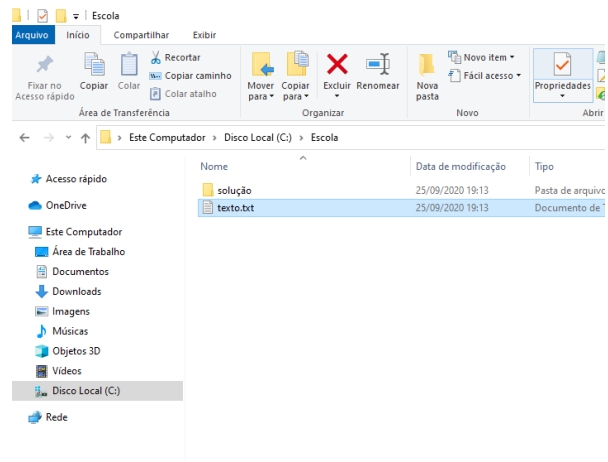 Escola
Arquivo Início Compartilhar Exibir
Fixar no Acesso rápido
Copiar
Colar
Recortar
Copiar caminho
Colar atalho
Mover para
Copiar para
Excluir
Renomear
Nova pasta
Novo item
Fácil acesso
Propriedades
Área de Transferência Organizar Novo Abrir
Este Computador > Disco Local (C:) > Escola
Nome Data de modificação Tipo
solução 25/09/2020 19:13 Pasta de arquivo
texto.txt 25/09/2020 19:13 Documento de T
Acesso rápido
OneDrive
Este Computador
Área de Trabalho
Documentos
Downloads
Imagens
Músicas
Objetos 3D
Vídeos
Disco Local (C:)
Rede